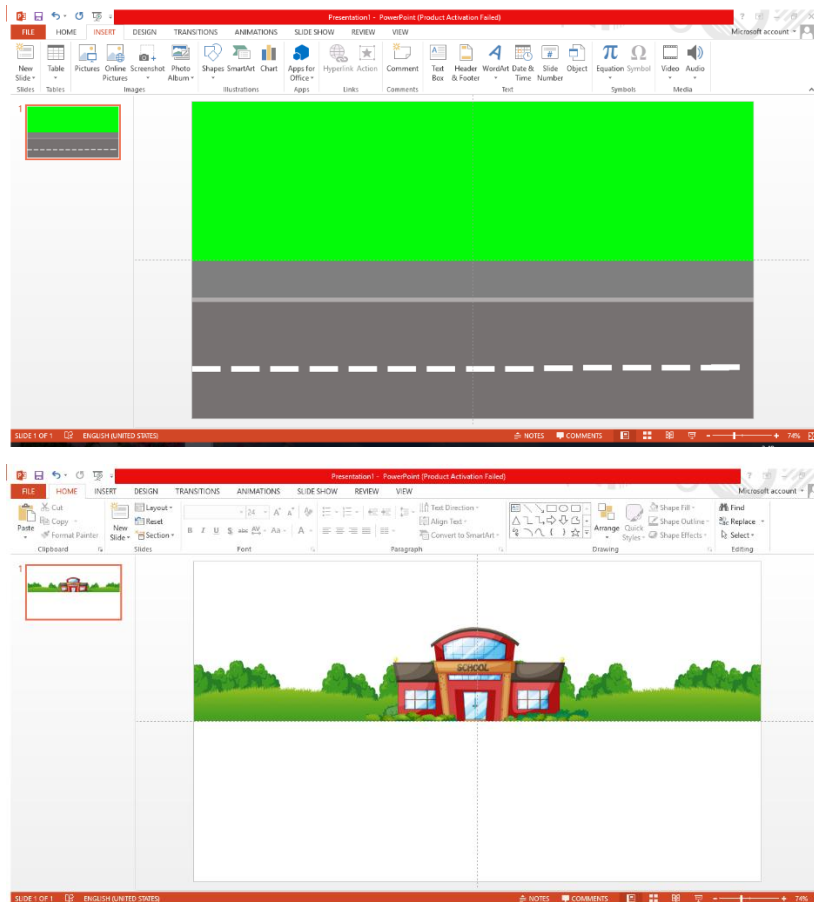 Presentation1 - PowerPoint (Product Activation Failed)
FILE HOME INSERT DESIGN TRANSITIONS ANIMATIONS SLIDE SHOW REVIEW VIEW Microsoft account
New Slide Table Pictures Online Pictures Screenshot Photo Album Shapes SmartArt Chart Apps for Office Hyperlink Action Comment Text Box Header & Footer WordArt Date & Time Slide Number Object Equation Symbol Video Audio
Slides Tables Images Illustrations Apps Links Comments Text Symbols Media
1
SLIDE 1 OF 1 ENGLISH (UNITED STATES) NOTES COMMENTS 74%
Presentation1 - PowerPoint (Product Activation Failed)
FILE HOME INSERT DESIGN TRANSITIONS ANIMATIONS SLIDE SHOW REVIEW VIEW Microsoft account
Paste Cut Copy Format Painter New Slide Layout Reset Section 24 Text Direction Align Text Convert to SmartArt Arrange Quick Styles Shape Fill Shape Outline Shape Effects Find Replace Select
Clipboard Slides Font Paragraph Drawing Editing
1
SCHOOL
SLIDE 1 OF 1 ENGLISH (UNITED STATES) NOTES COMMENTS 74%